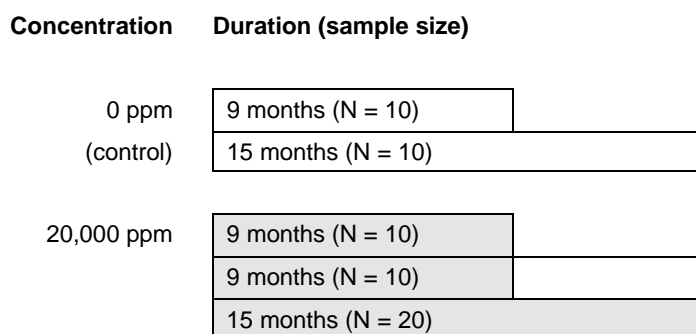 Concentration Duration (sample size)
0 ppm 9 months (N = 10)
(control) 15 months (N = 10)
20,000 ppm 9 months (N = 10)
9 months (N = 10)
15 months (N = 20)